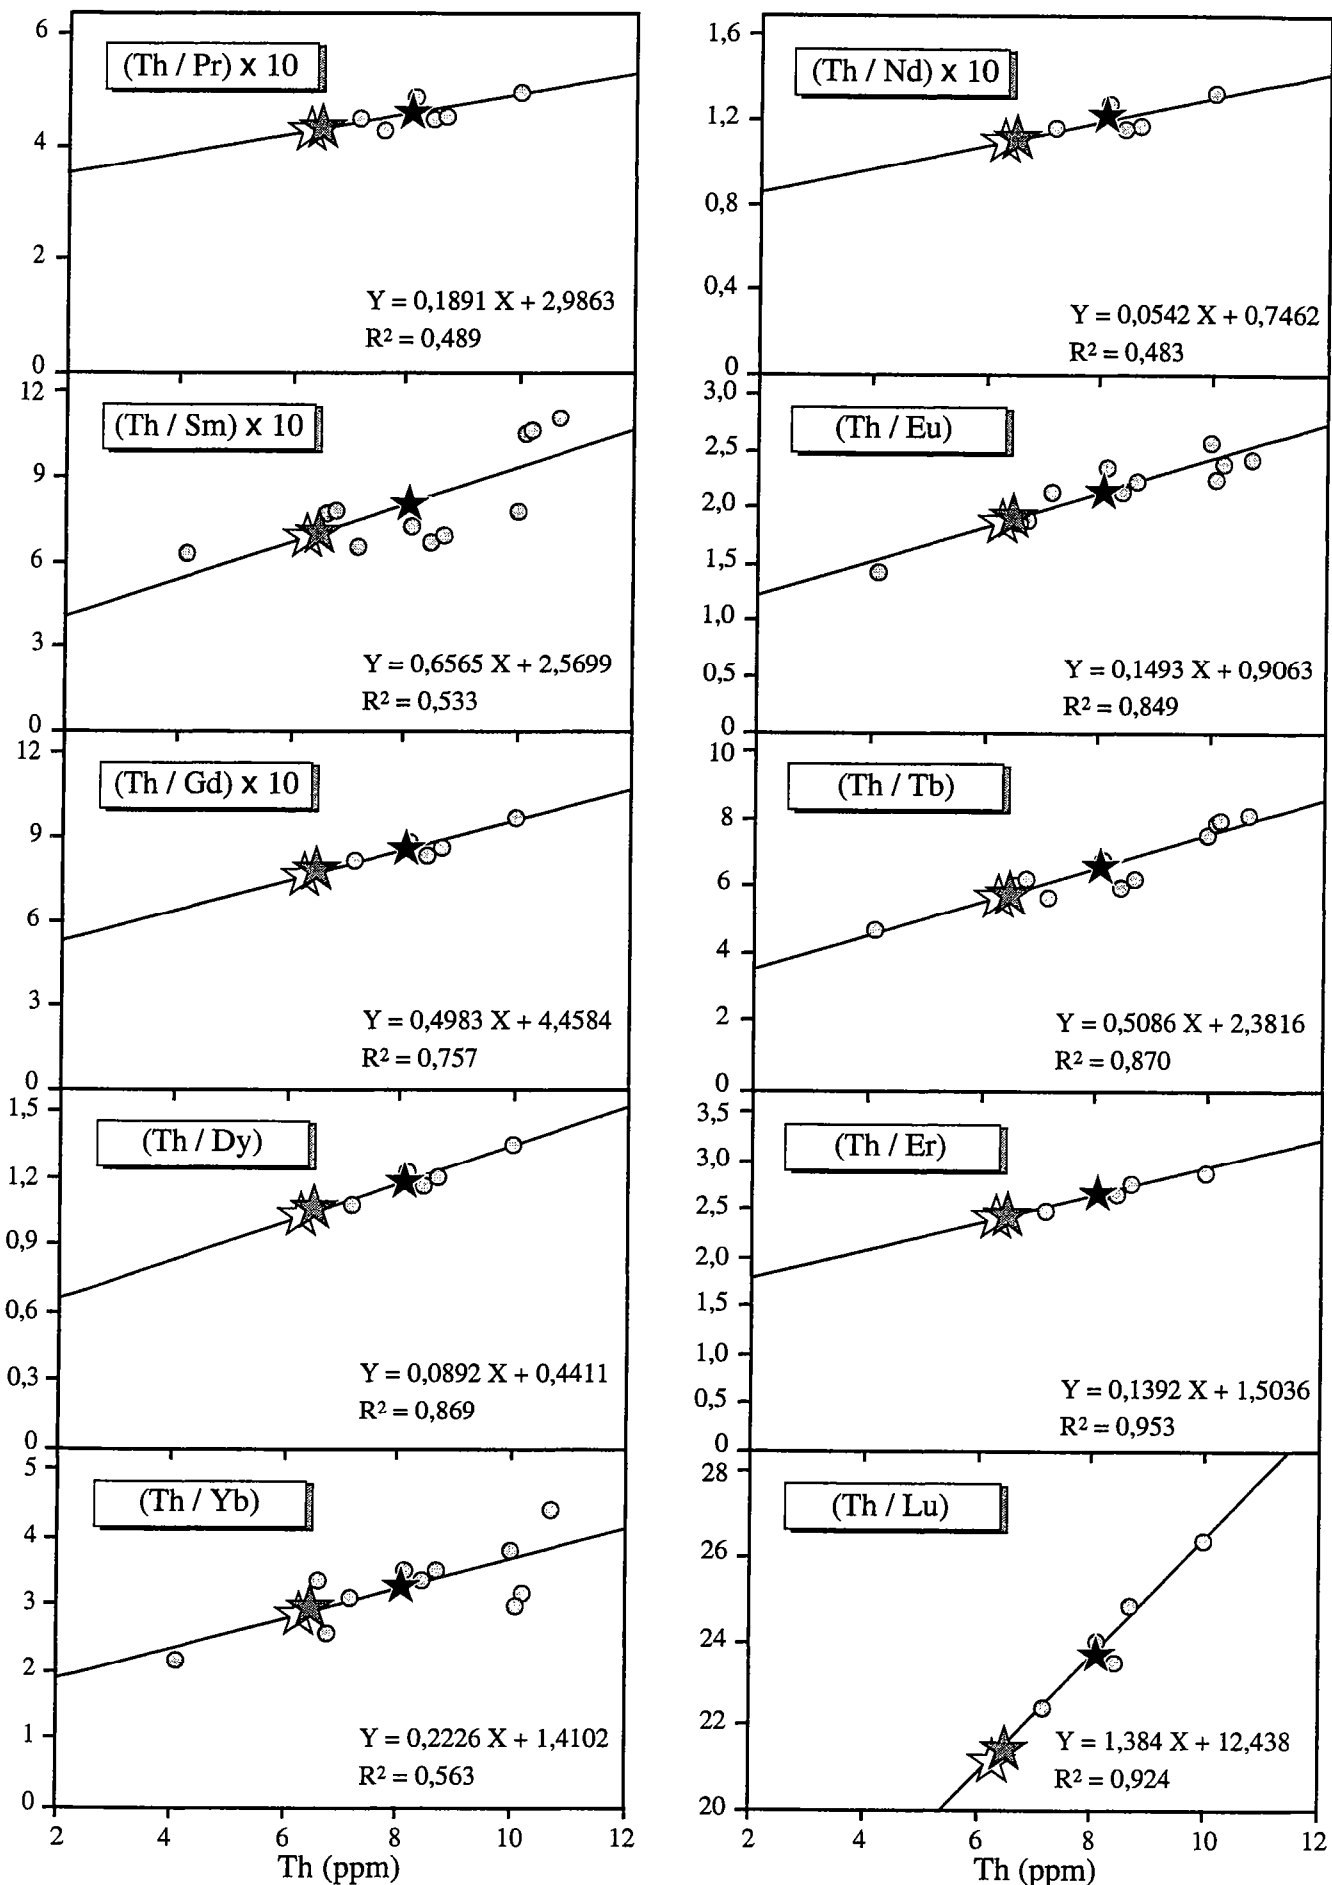 (Th / Pr) x 10
6
4
2
0
Y = 0,1891 X + 2,9863
R² = 0,489
(Th / Nd) x 10
1,6
1,2
0,8
0,4
0
Y = 0,0542 X + 0,7462
R² = 0,483
(Th / Sm) x 10
12
9
6
3
0
Y = 0,6565 X + 2,5699
R² = 0,533
(Th / Eu)
3,0
2,5
2,0
1,5
1,0
0,5
0
Y = 0,1493 X + 0,9063
R² = 0,849
(Th / Gd) x 10
12
9
6
3
0
Y = 0,4983 X + 4,4584
R² = 0,757
(Th / Tb)
10
8
6
4
2
0
Y = 0,5086 X + 2,3816
R² = 0,870
(Th / Dy)
1,5
1,2
0,9
0,6
0,3
0
Y = 0,0892 X + 0,4411
R² = 0,869
(Th / Er)
3,5
3,0
2,5
2,0
1,5
1,0
0,5
0
Y = 0,1392 X + 1,5036
R² = 0,953
(Th / Yb)
5
4
3
2
1
0
Y = 0,2226 X + 1,4102
R² = 0,563
2 4 6 8 10 12
Th (ppm)
(Th / Lu)
28
26
24
22
20
Y = 1,384 X + 12,438
R² = 0,924
2 4 6 8 10 12
Th (ppm)